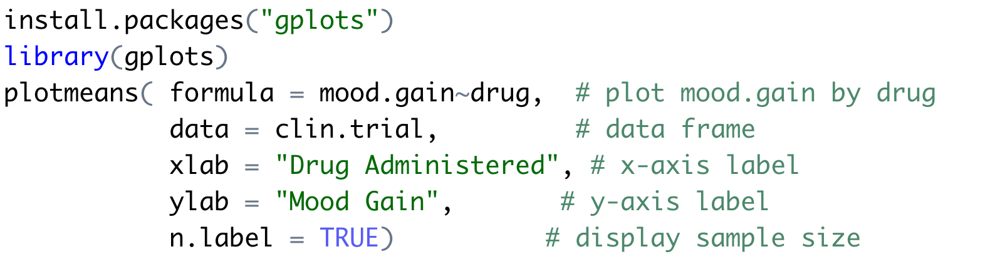 install.packages("gplots")
library(gplots)
plotmeans( formula = mood.gain~drug,  # plot mood.gain by drug
           data = clin.trial,         # data frame
           xlab = "Drug Administered", # x-axis label
           ylab = "Mood Gain",       # y-axis label
           n.label = TRUE)          # display sample size